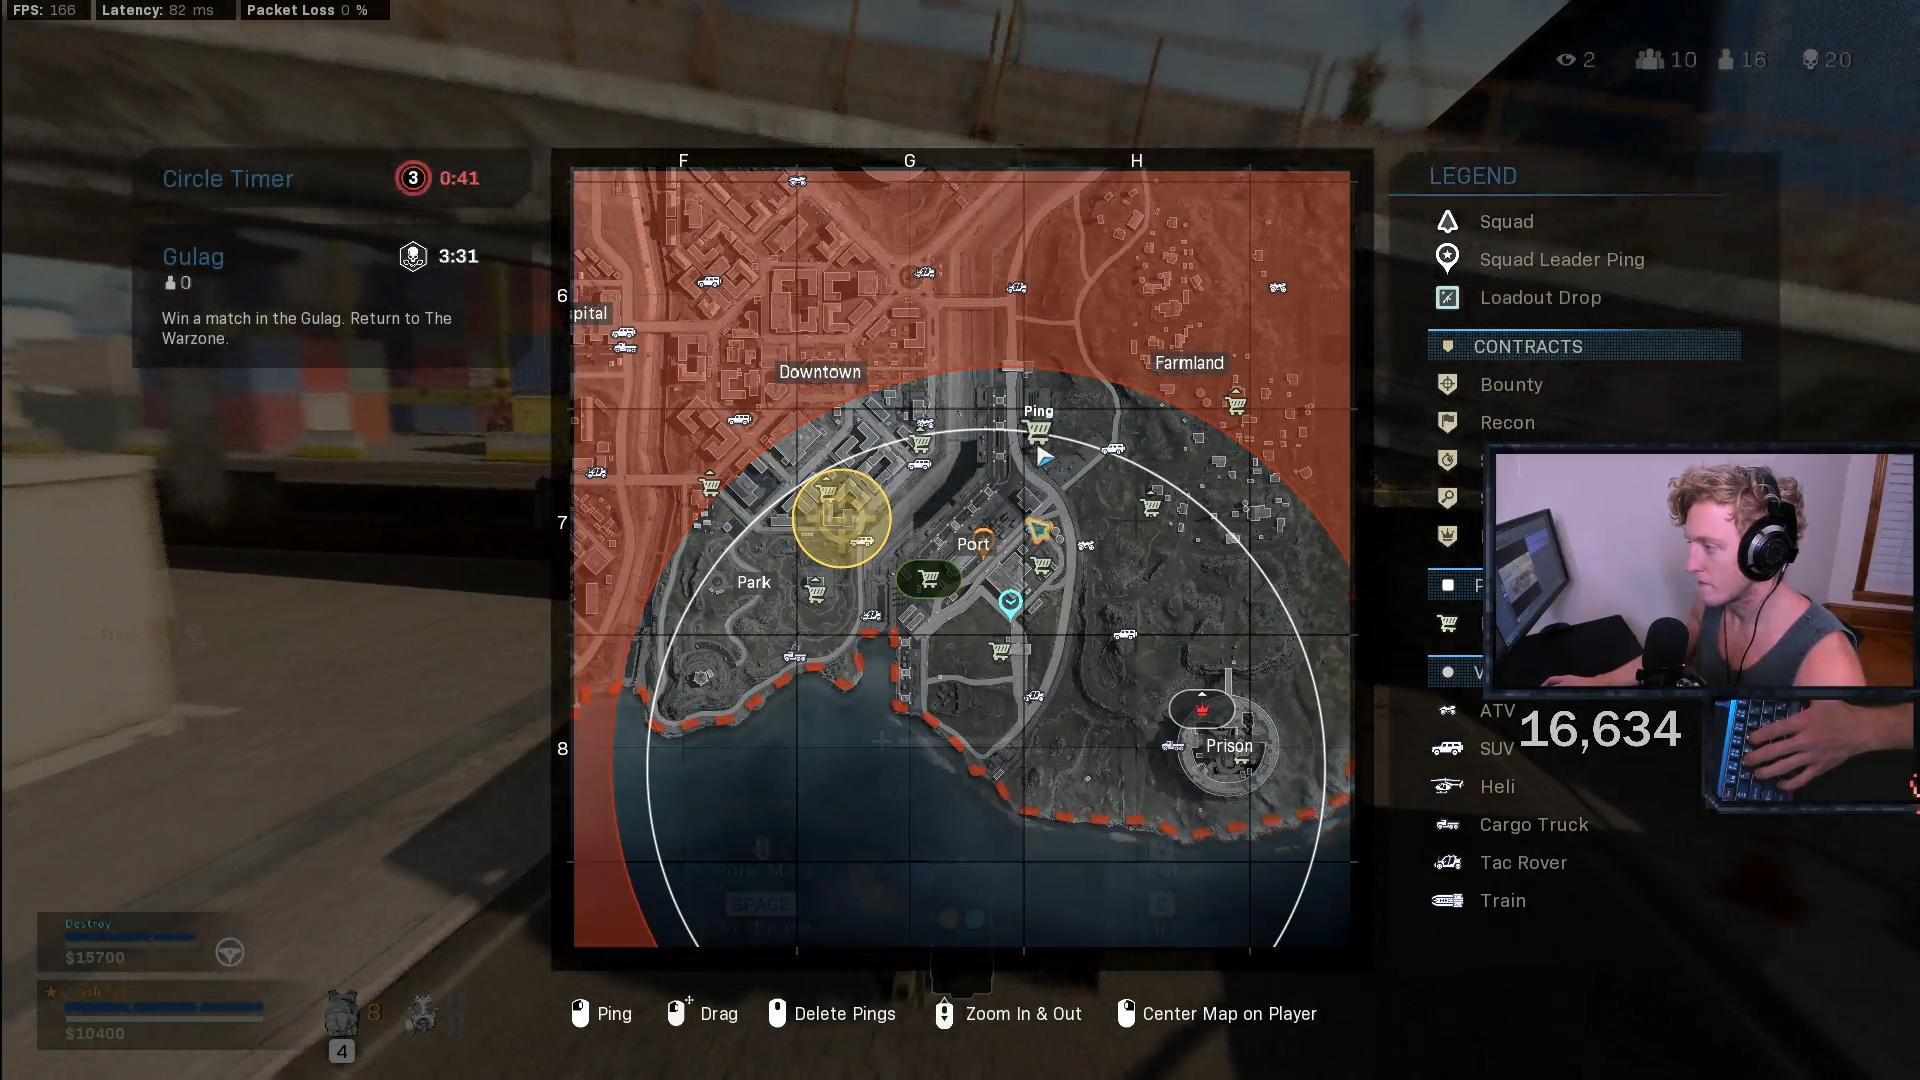 FPS: 166 Latency: 82 ms Packet Loss 0 %
2 10 16 20
Circle Timer 3 0:41
Gulag 3:31
0
Win a match in the Gulag. Return to The
Warzone.
F G H
6
7
8
pital
Downtown
Farmland
Ping
Port
Park
Prison
SPACE
C
LEGEND
Squad
Squad Leader Ping
Loadout Drop
CONTRACTS
Bounty
Recon
P
V
ATV
SUV
Heli
Cargo Truck
Tac Rover
Train
16,634
Destroy
$15700
$10400
8
4
Ping Drag Delete Pings Zoom In & Out Center Map on Player